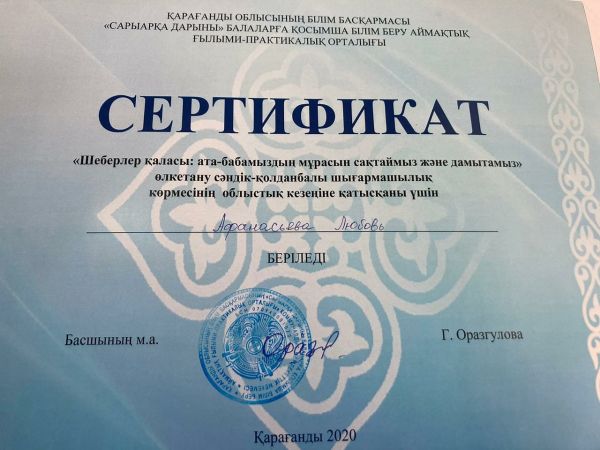 ҚАРАҒАНДЫ ОБЛЫСЫНЫҢ БІЛІМ БАСҚАРМАСЫ
«САРЫАРҚА ДАРЫНЫ» БАЛАЛАРҒА ҚОСЫМША БІЛІМ БЕРУ АЙМАҚТЫҚ
ҒЫЛЫМИ-ПРАКТИКАЛЫҚ ОРТАЛЫҒЫ
СЕРТИФИКАТ
«Шеберлер қаласы: ата-бабамыздың мұрасын сақтаймыз және дамытамыз»
өлкетану сәндік-қолданбалы шығармашылық
көрмесінің облыстық кезеңіне қатысқаны үшін
Афанасьева Любовь
БЕРІЛЕДІ
Басшының м.а.
Г. Оразгулова
Қарағанды 2020